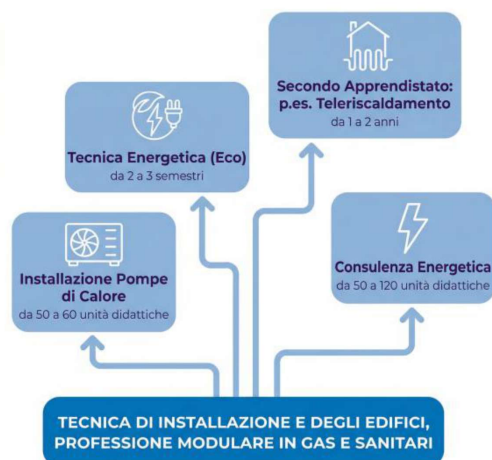 Secondo Apprendistato:
p.es. Teleriscaldamento
da 1 a 2 anni
Tecnica Energetica (Eco)
da 2 a 3 semestri
Installazione Pompe
di Calore
da 50 a 60 unità didattiche
Consulenza Energetica
da 50 a 120 unità didattiche
TECNICA DI INSTALLAZIONE E DEGLI EDIFICI,
PROFESSIONE MODULARE IN GAS E SANITARI